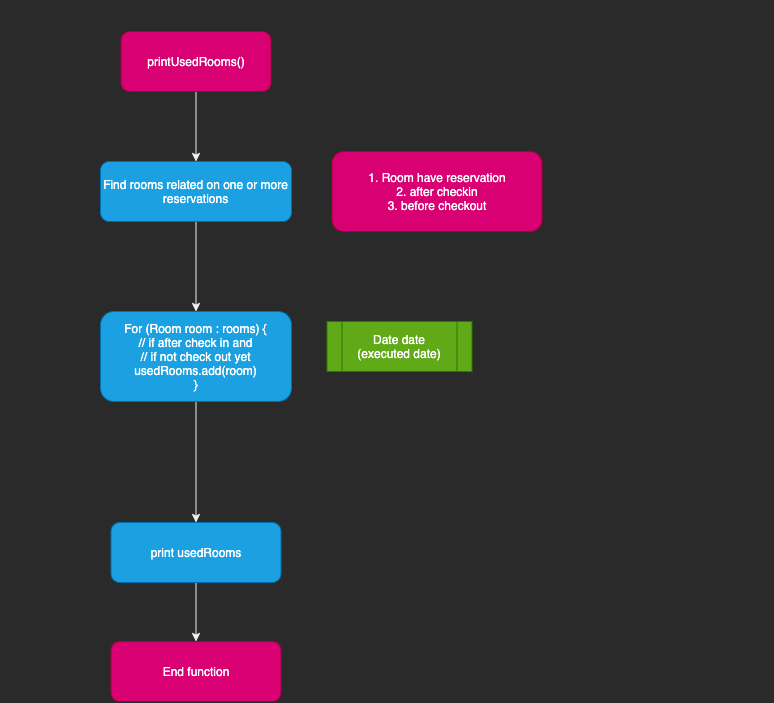 printUsedRooms()
Find rooms related on one or more
reservations
1. Room have reservation
2. after checkin
3. before checkout
For (Room room : rooms) {
// if after check in and
// if not check out yet
usedRooms.add(room)
}
Date date
(executed date)
print usedRooms
End function